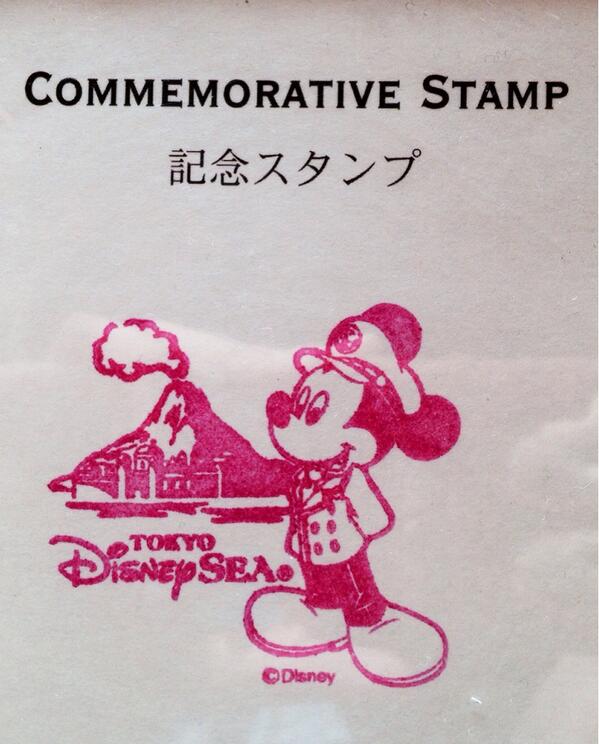 COMMEMORATIVE STAMP
記念スタンプ
TOKYO
DISNEYSEA®
©Disney